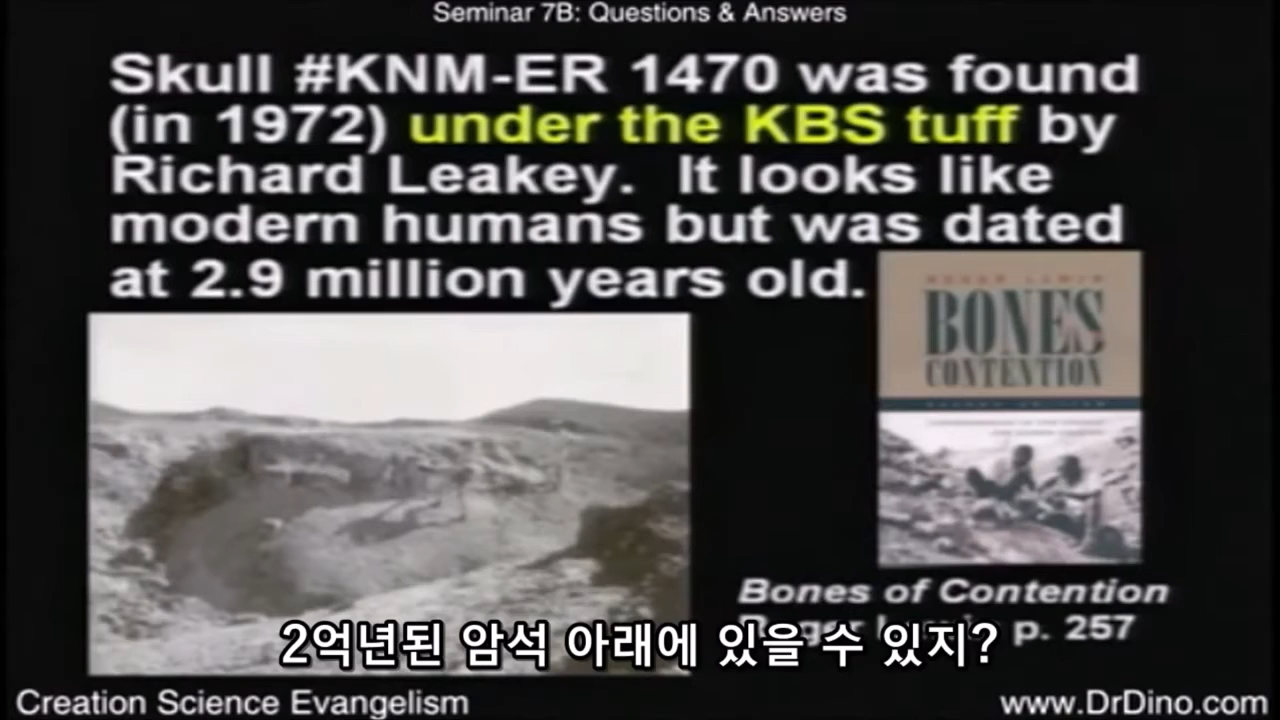 Seminar 7B: Questions & Answers
Skull #KNM-ER 1470 was found
(in 1972) under the KBS tuff by
Richard Leakey. It looks like
modern humans but was dated
at 2.9 million years old.
BONES
CONTENTION
Bones of Contention
p. 257
2억년된 암석 아래에 있을 수 있지?
Creation Science Evangelism
www.DrDino.com